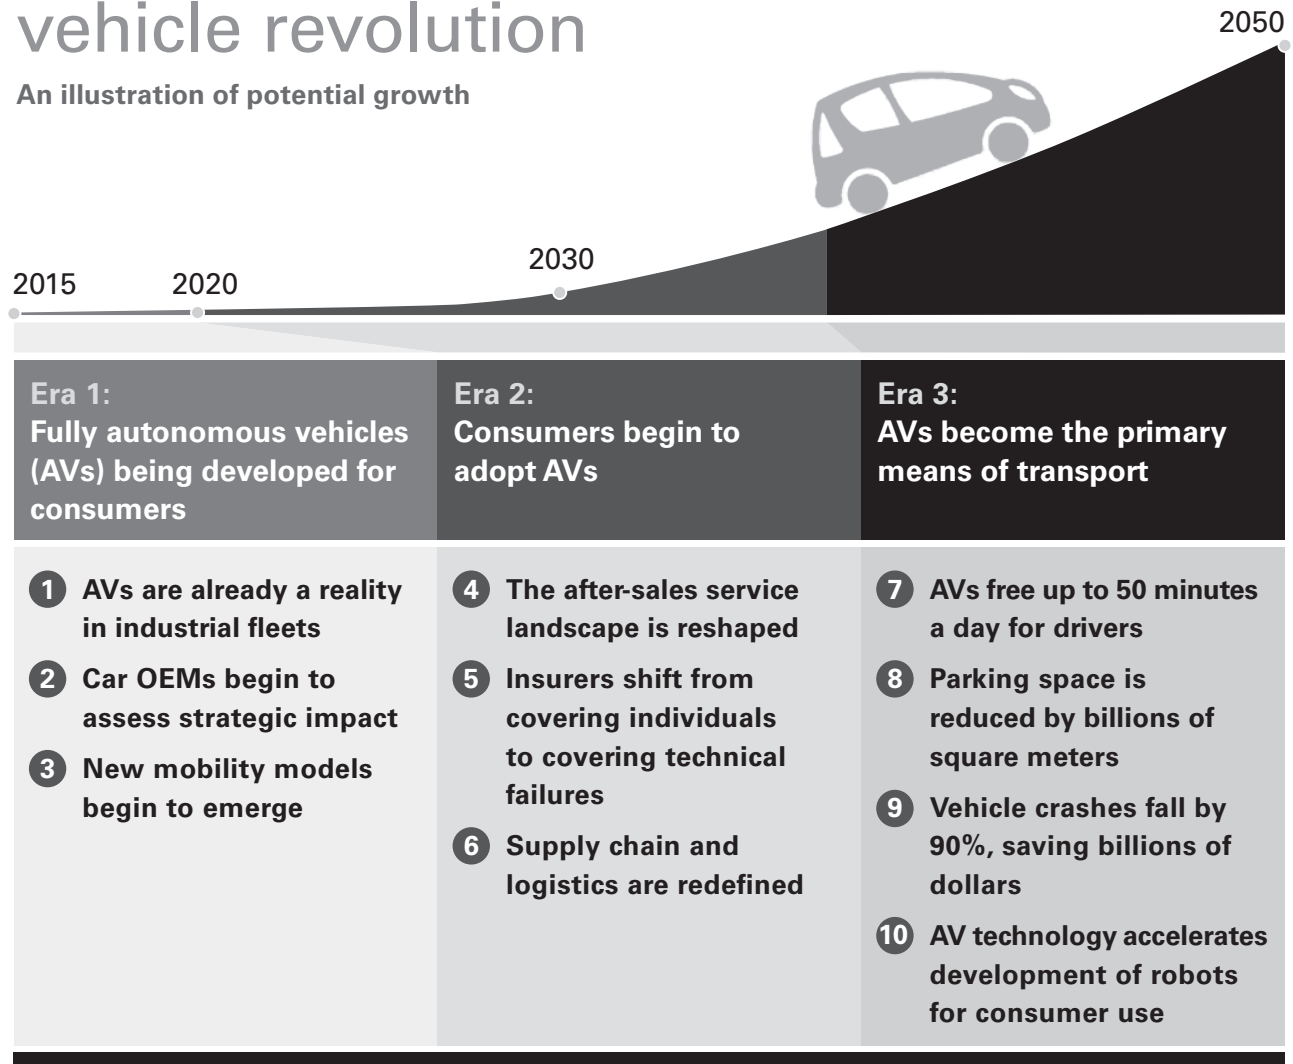 vehicle revolution
An illustration of potential growth
2050
2030
2015
2020
Era 1:
Fully autonomous vehicles
(AVs) being developed for
consumers
Era 2:
Consumers begin to
adopt AVs
Era 3:
AVs become the primary
means of transport
1 AVs are already a reality
in industrial fleets
2 Car OEMs begin to
assess strategic impact
3 New mobility models
begin to emerge
4 The after-sales service
landscape is reshaped
5 Insurers shift from
covering individuals
to covering technical
failures
6 Supply chain and
logistics are redefined
7 AVs free up to 50 minutes
a day for drivers
8 Parking space is
reduced by billions of
square meters
9 Vehicle crashes fall by
90%, saving billions of
dollars
10 AV technology accelerates
development of robots
for consumer use